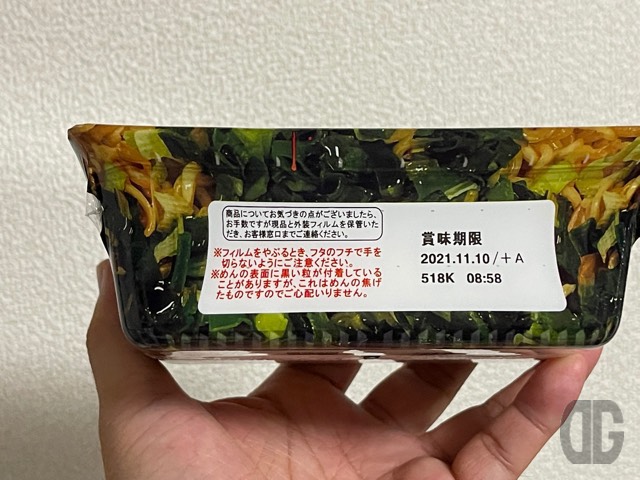 商品についてお気づきの点がございましたら、
お手数ですが現品と外装フィルムを保管いた
だき、お客様窓口までご連絡ください。
※フィルムをやぶるとき、フタのフチで手を
切らないようにご注意ください。
※めんの表面に黒い粒が付着している
ことがありますが、これはめんの焦げ
たものですのでご心配いりません。
賞味期限
2021.11.10/+A
518K 08:58
DG